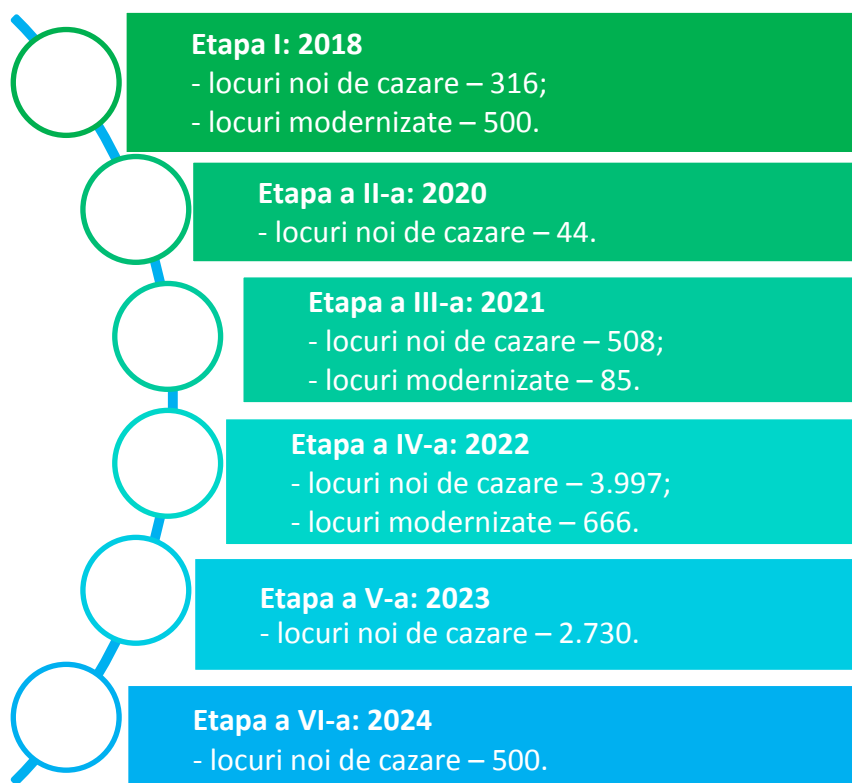 Etapa I: 2018
- locuri noi de cazare – 316;
- locuri modernizate – 500.
Etapa a II-a: 2020
- locuri noi de cazare – 44.
Etapa a III-a: 2021
- locuri noi de cazare – 508;
- locuri modernizate – 85.
Etapa a IV-a: 2022
- locuri noi de cazare – 3.997;
- locuri modernizate – 666.
Etapa a V-a: 2023
- locuri noi de cazare – 2.730.
Etapa a VI-a: 2024
- locuri noi de cazare – 500.